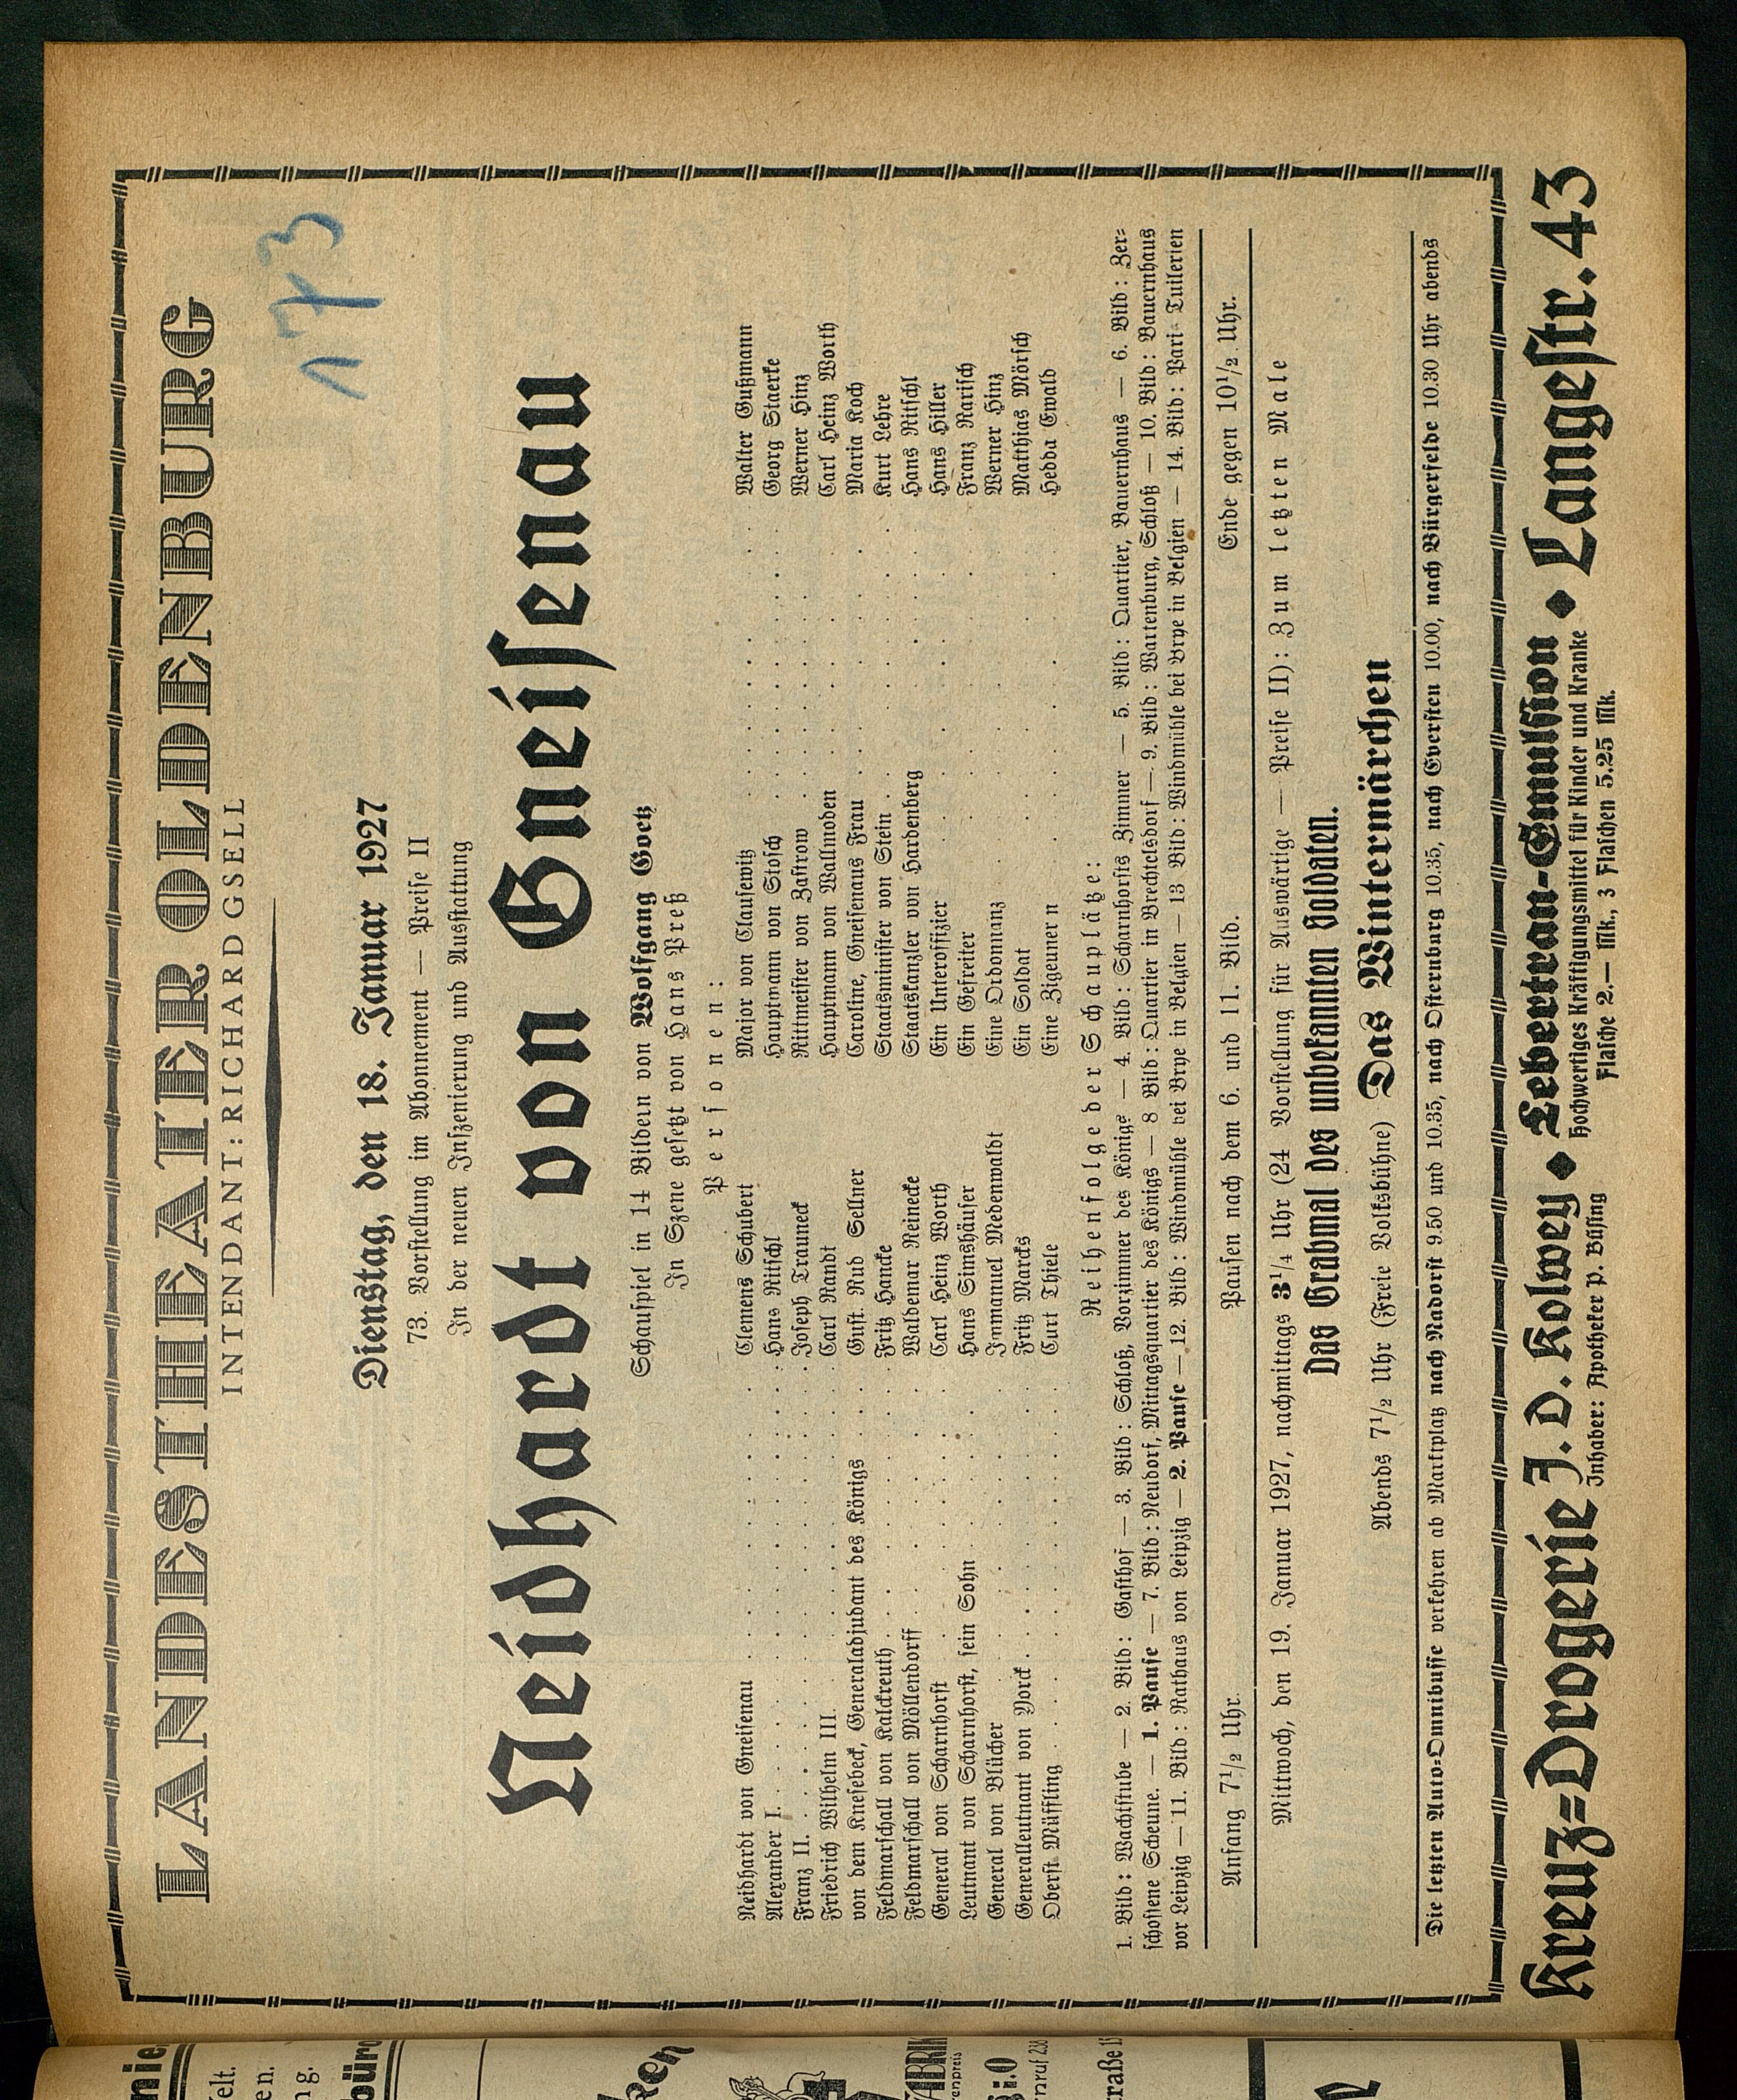 LANDESTHEATER OLDENBURG
INTENDANT: RICHARD GSELL
173
Dienstag, den 18. Januar 1927
73. Vorstellung im Abonnement — Preise II
In der neuen Inszenierung und Ausstattung
Neidhardt von Gneisenau
Schauspiel in 14 Bildern von Wolfgang Goetz
In Szene gesetzt von Hans Preß
Personen:
Neidhardt von Gneisenau . . . . Clemens Schubert
Alexander I. . . . . Hans Ritschl
Franz II. . . . . Joseph Trauneck
Friedrich Wilhelm III. . . . . Carl Randt
von dem Knesebeck, Generaladjudant des Königs . . . Gust. Rud Sellner
Feldmarschall von Kalckreuth . . . . Fritz Hancke
Feldmarschall von Möllendorff . . . . Waldemar Reinecke
General von Scharnhorst . . . . Carl Heinz Worth
Leutnant von Scharnhorst, sein Sohn . . . . Hans Simshäuser
General von Blücher . . . . Immanuel Medenwaldt
Generalleutnant von Yorck . . . . Fritz Marcks
Oberst Müffling . . . . Curt Thiele
Major von Clausewitz . . . . Walter Gußmann
Hauptmann von Stosch . . . . Georg Staerke
Rittmeister von Zastrow . . . . Werner Hinz
Hauptmann von Wallmoden . . . . Carl Heinz Worth
Caroline, Gneisenaus Frau . . . . Maria Koch
Staatsminister von Stein . . . . Kurt Lehre
Staatskanzler von Hardenberg . . . . Hans Ritschl
Ein Unteroffizier . . . . Hans Hiller
Ein Gefreiter . . . . Franz Rarisch
Eine Ordonnanz . . . . Werner Hinz
Ein Soldat . . . . Matthias Mörsch
Eine Zigeunern . . . . Hedda Ewald
Reihenfolge der Schauplätze:
1. Bild: Wachtstube — 2. Bild: Gasthof — 3. Bild: Schloß, Vorzimmer des Königs — 4. Bild: Scharnhorsts Zimmer — 5. Bild: Quartier, Bauernhaus — 6. Bild: Zer-
schossene Scheune. — 1. Pause — 7. Bild: Neudorf, Mittagsquartier des Königs — 8 Bild: Quartier in Brechtelsdorf — 9. Bild: Wartenburg, Schloß — 10. Bild: Bauernhaus
vor Leipzig — 11. Bild: Rathaus von Leipzig — 2. Pause — 12. Bild: Windmühle bei Brye in Belgien — 13 Bild: Windmühle bei Brye in Belgien — 14. Bild: Pari- Tuilerien
Anfang 7½ Uhr. Pausen nach dem 6. und 11. Bild. Ende gegen 10½ Uhr.
Mittwoch, den 19. Januar 1927, nachmittags 3¼ Uhr (24 Vorstellung für Auswärtige — Preise II): Zum letzten Male
Das Grabmal des unbekannten Soldaten.
Abends 7½ Uhr (Freie Volksbühne) Das Wintermärchen
Die letzten Auto-Omnibusse verkehren ab Marktplatz nach Nadorst 9.50 und 10.35, nach Osternburg 10.35, nach Eversten 10.00, nach Bürgerfelde 10.30 Uhr abends
Kreuz-Drogerie J. D. Kolwey ◆ Lebertran-Emulsion ◆ Langestr. 43
Inhaber: Apotheker P. Büsing
Hochwertiges Kräftigungsmittel für Kinder und Kranke
Flasche 2.— Mk., 3 Flaschen 5.25 Mk.